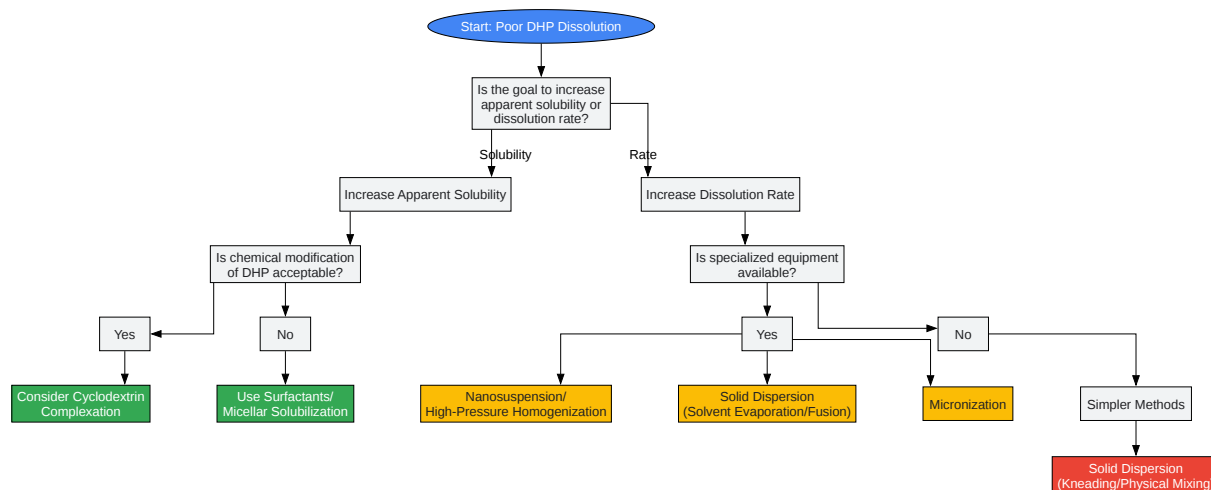 Start: Poor DHP Dissolution
Is the goal to increase
apparent solubility or
dissolution rate?
Solubility
Rate
Increase Apparent Solubility
Increase Dissolution Rate
Is chemical modification
of DHP acceptable?
Is specialized equipment
available?
Yes
No
Yes
No
Consider Cyclodextrin
Complexation
Use Surfactants/
Micellar Solubilization
Nanosuspension/
High-Pressure Homogenization
Solid Dispersion
(Solvent Evaporation/Fusion)
Micronization
Simpler Methods
Solid Dispersion
(Kneading/Physical Mixing